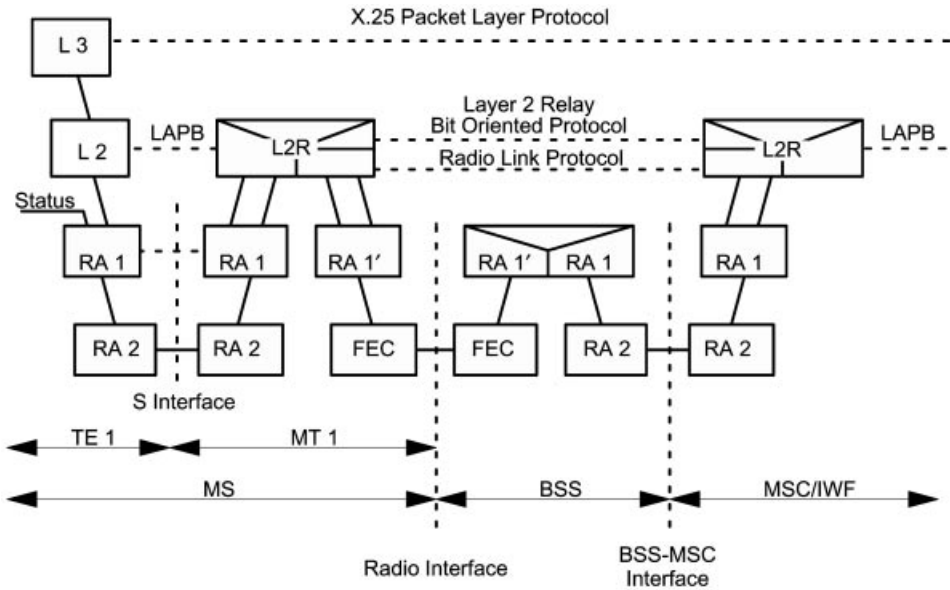 X.25 Packet Layer Protocol
L 3
Layer 2 Relay
LAPB
Bit Oriented Protocol
LAPB
L 2
L2R
L2R
Radio Link Protocol
Status
RA 1
RA 1
RA 1′
RA 1′
RA 1
RA 1
RA 2
RA 2
FEC
FEC
RA 2
RA 2
S Interface
TE 1
MT 1
MS
BSS
MSC/IWF
Radio Interface
BSS-MSC
Interface